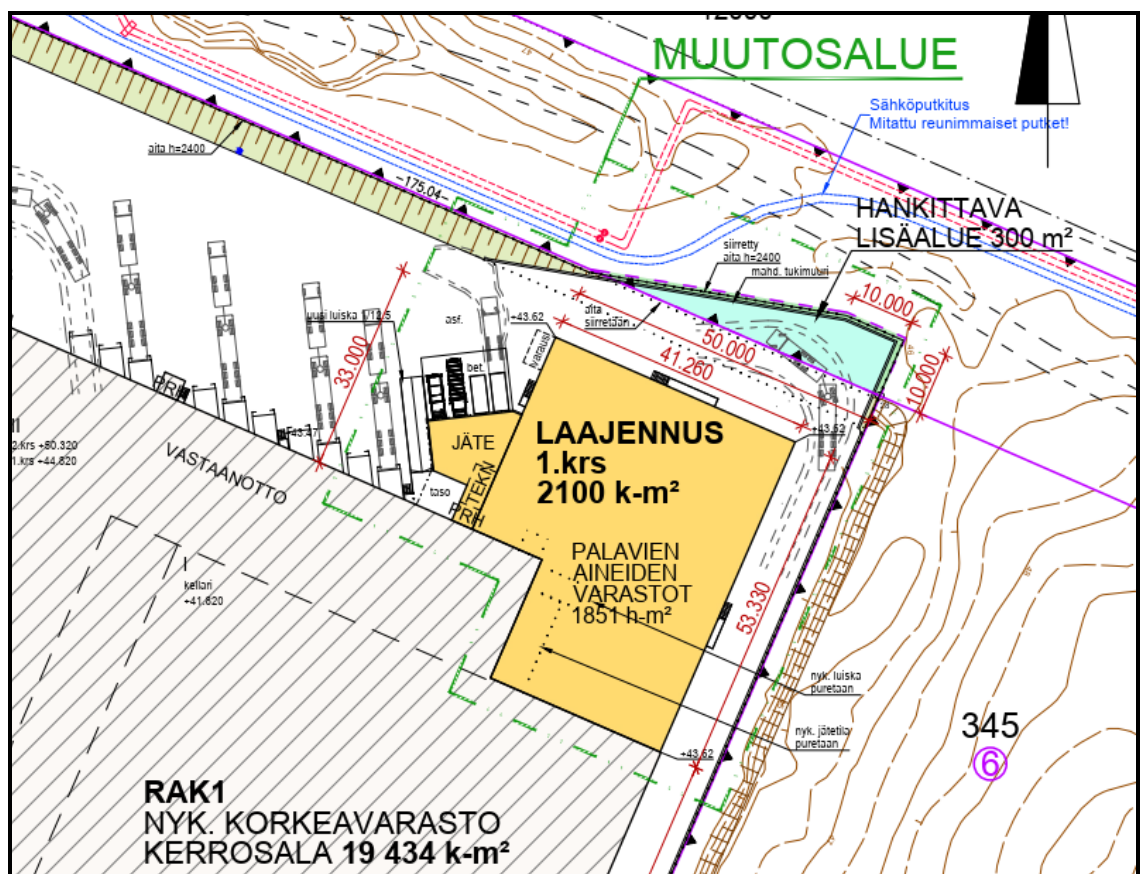 MUUTOSALUE
Sähköputkitus
Mitattu reunimmaiset putket!
aita h=2400
-175.04-
HANKITTAVA
LISÄALUE 300 m²
siirretty
aita h=2400
mahd. tukimuuri
10.000
aita
siirretään
50.000
41.260
10.000
33.000
uusi luiska 1/12.5
asf.
+43.62
varaus
bet.
PRH
+43.47
+43.62
VASTAANOTTO
2.krs +50.320
1.krs +44.820
JÄTE
TEKN
taso
PRH
LAAJENNUS
1.krs
2100 k-m²
PALAVIEN
AINEIDEN
VARASTOT
1851 h-m²
53.330
I
kellari
+41.620
nyk. luiska
puretaan
nyk. jätetila
puretaan
+43.62
345
6
RAK1
NYK. KORKEAVARASTO
KERROSALA 19 434 k-m²